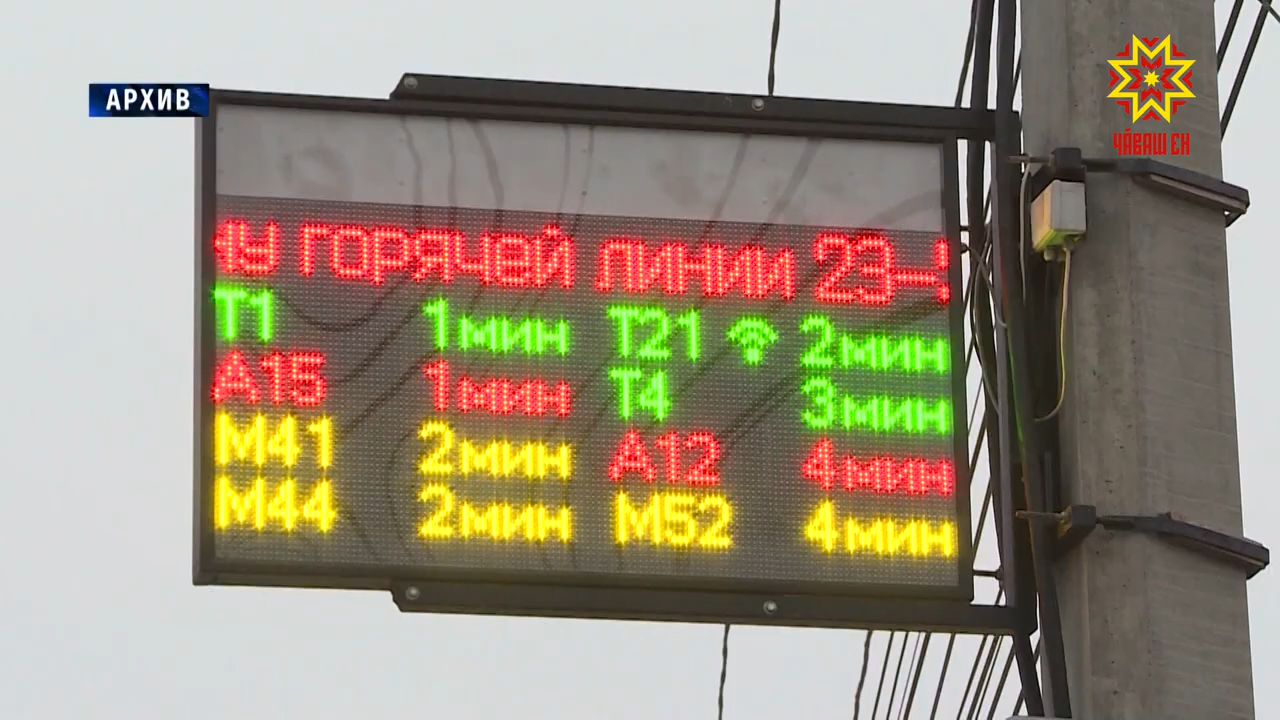 АРХИВ
ЧӐВАШ ЕН
ГОРЯЧЕЙ ЛИНИИ 23-
Т1 1мин Т21 2мин
А15 1мин Т4 3мин
М41 2мин А12 4мин
М44 2мин М52 4мин